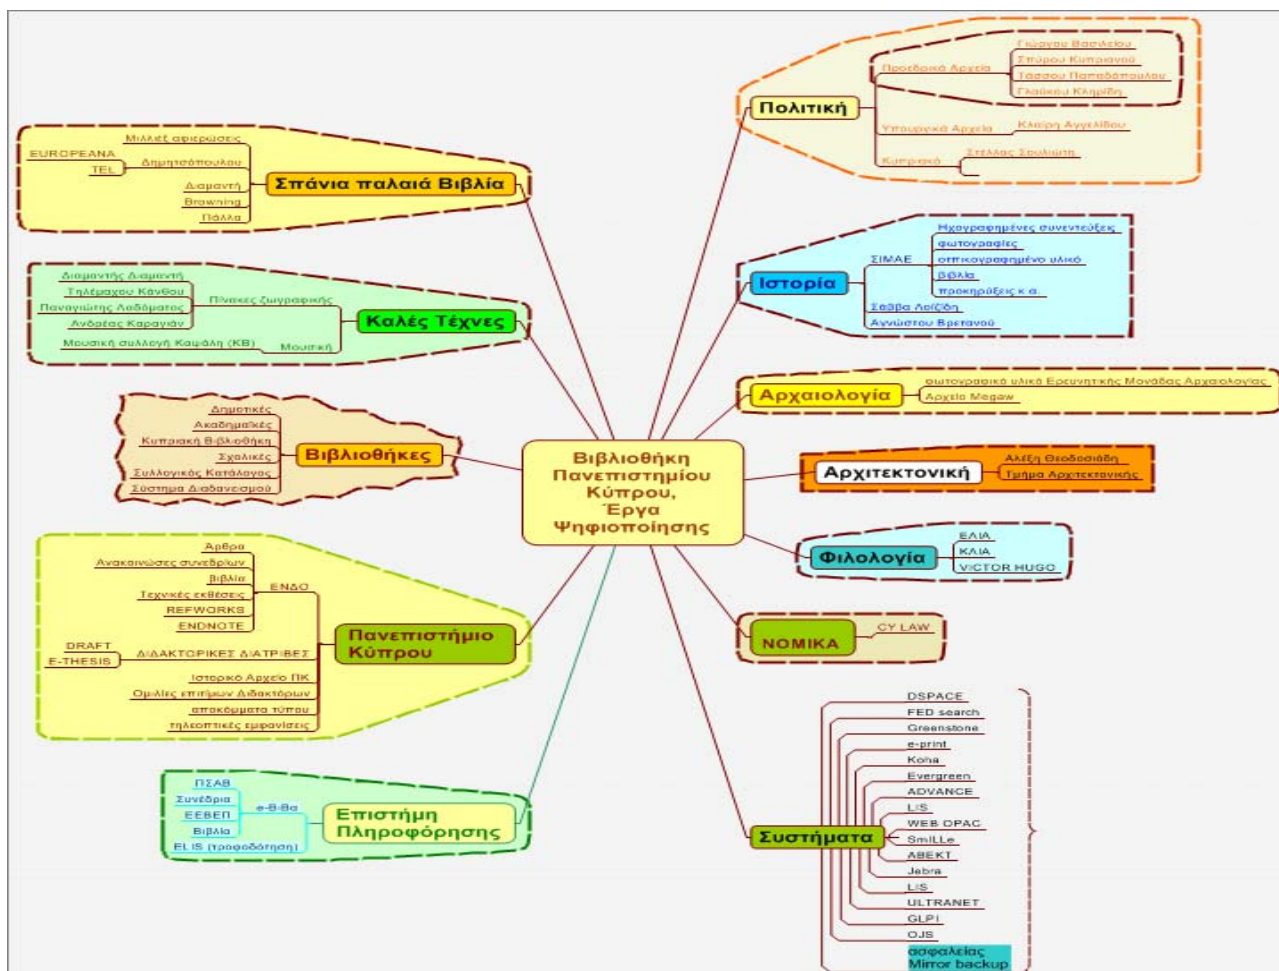 Βιβλιοθήκη
Πανεπιστημίου
Κύπρου,
Έργα
Ψηφιοποίησης
Πολιτική
Προεδρικά Αρχεία
Γιώργου Βασιλείου
Σπύρου Κυπριανού
Τάσσου Παπαδόπουλου
Γλαύκου Κληρίδη
Υπουργικά Αρχεία
Κλαίρη Αγγελίδου
Κυπριακό
Στέλλας Σουλιώτη
Ιστορία
ΣΙΜΑΕ
Ηχογραφημένες συνεντεύξεις
φωτογραφίες
οπτικογραφημένο υλικό
βιβλία
προκηρύξεις κ α.
Σάββα Λοϊζίδη
Αγνώστου Βρετανού
Αρχαιολογία
φωτογραφικό υλικό Ερευνητικής Μονάδας Αρχαιολογίας
Αρχείο Megaw
Αρχιτεκτονική
Αλέξη Θεοδοσιάδη
Τμήμα Αρχιτεκτονικής
Φιλολογία
ΕΛΙΑ
ΚΛΙΑ
VICTOR HUGO
ΝΟΜΙΚΑ
CY LAW
Συστήματα
DSPACE
FED search
Greenstone
e-print
Koha
Evergreen
ADVANCE
LIS
WEB OPAC
SmILLe
ABEKT
Jebra
LIS
ULTRANET
GLPI
OJS
ασφαλείας
Mirror backup
Σπάνια παλαιά Βιβλία
Μιλλιέξ αφιερώσεις
Δημητσόπουλου
EUROPEANA
TEL
Διαμαντή
Browning
Πάλλα
Καλές Τέχνες
Πίνακες ζωγραφικής
Διαμαντής Διαμαντή
Τηλέμαχου Κάνθου
Παναγιώτης Λαδόματος
Ανδρέας Καραγιάν
Μουσική
Μουσική συλλογή Καψάλη (ΚΒ)
Βιβλιοθήκες
Δημοτικές
Ακαδημαϊκές
Κυπριακή Βιβλιοθήκη
Σχολικές
Συλλογικός Κατάλογος
Σύστημα Διαδανεισμού
Πανεπιστήμιο
Κύπρου
ΕΝΔΟ
Άρθρα
Ανακοινώσες συνεδρίων
βιβλία
Τεχνικές εκθέσεις
REFWORKS
ENDNOTE
ΔΙΔΑΚΤΟΡΙΚΕΣ ΔΙΑΤΡΙΒΕΣ
DRAFT
E-THESIS
Ιστορικό Αρχείο ΠΚ
Ομιλίες επιτίμων Διδακτόρων
αποκόμματα τύπου
τηλεοπτικές εμφανίσεις
Επιστήμη
Πληροφόρησης
e-Β-ΙΒα
ΠΣΑΒ
Συνέδρια
ΕΕΒΕΠ
Βιβλία
ELIS (τροφοδότηση)